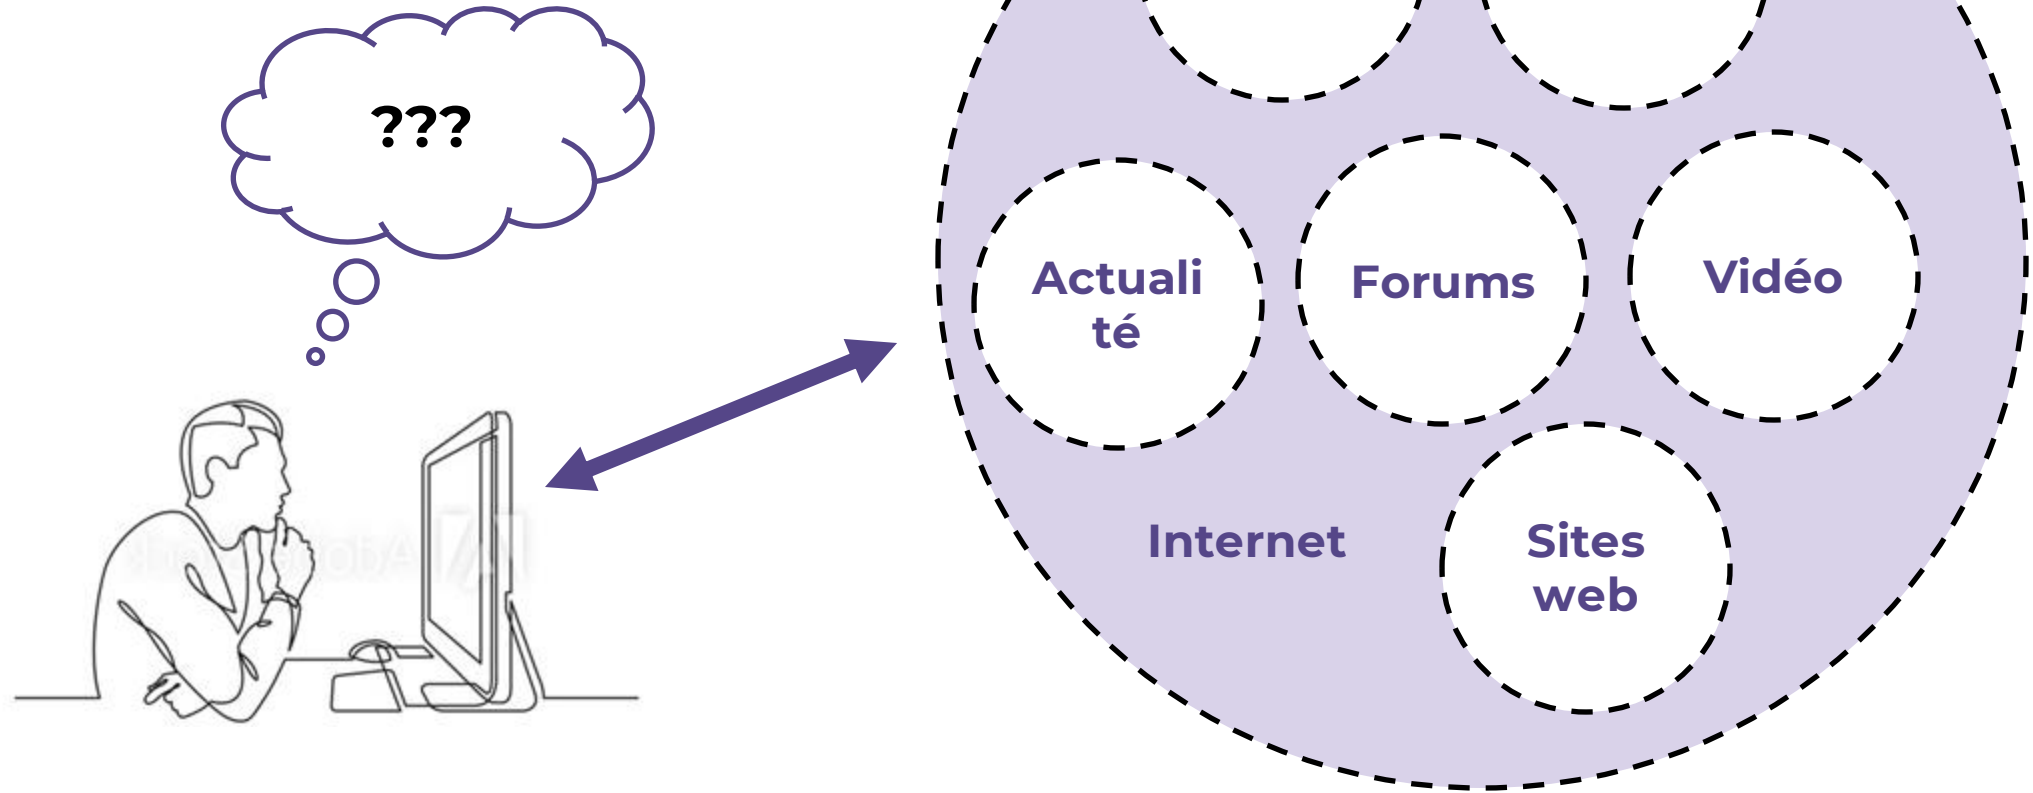 ???
Actuali
té
Forums
Vidéo
Internet
Sites
web